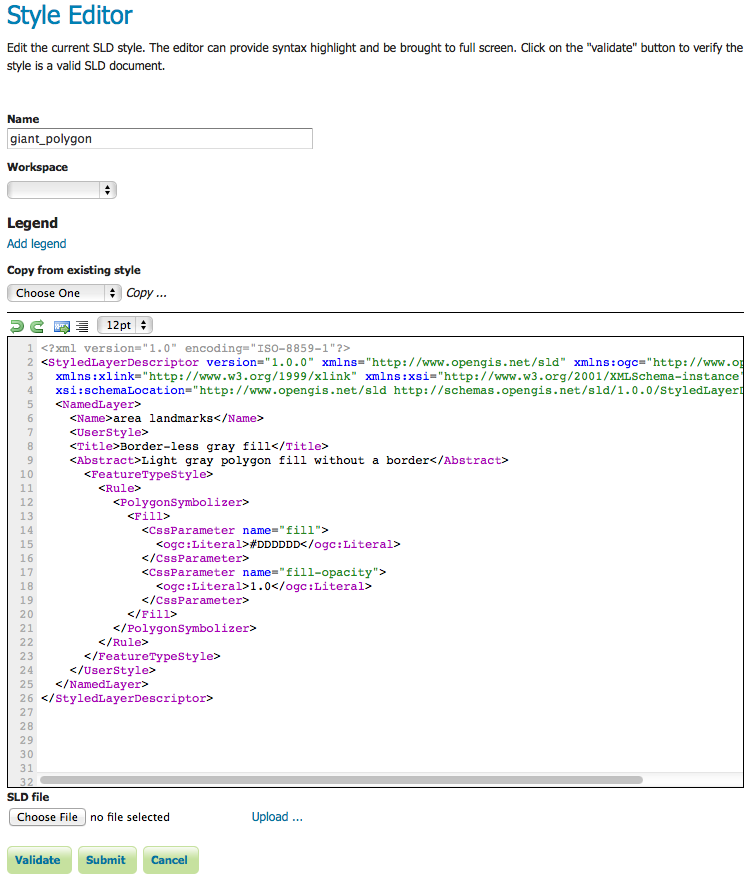 Style Editor
Edit the current SLD style. The editor can provide syntax highlight and be brought to full screen. Click on the "validate" button to verify the
style is a valid SLD document.
Name
giant_polygon
Workspace
Legend
Add legend
Copy from existing style
Choose One Copy ...
12pt
1 <?xml version="1.0" encoding="ISO-8859-1"?>
2 <StyledLayerDescriptor version="1.0.0" xmlns="http://www.opengis.net/sld" xmlns:ogc="http://www.op
3 xmlns:xlink="http://www.w3.org/1999/xlink" xmlns:xsi="http://www.w3.org/2001/XMLSchema-instance"
4 xsi:schemaLocation="http://www.opengis.net/sld http://schemas.opengis.net/sld/1.0.0/StyledLayerD
5 <NamedLayer>
6 <Name>area landmarks</Name>
7 <UserStyle>
8 <Title>Border-less gray fill</Title>
9 <Abstract>Light gray polygon fill without a border</Abstract>
10 <FeatureTypeStyle>
11 <Rule>
12 <PolygonSymbolizer>
13 <Fill>
14 <CssParameter name="fill">
15 <ogc:Literal>#DDDDDD</ogc:Literal>
16 </CssParameter>
17 <CssParameter name="fill-opacity">
18 <ogc:Literal>1.0</ogc:Literal>
19 </CssParameter>
20 </Fill>
21 </PolygonSymbolizer>
22 </Rule>
23 </FeatureTypeStyle>
24 </UserStyle>
25 </NamedLayer>
26 </StyledLayerDescriptor>
27
28
29
30
31
32
SLD file
Choose File no file selected Upload ...
Validate Submit Cancel